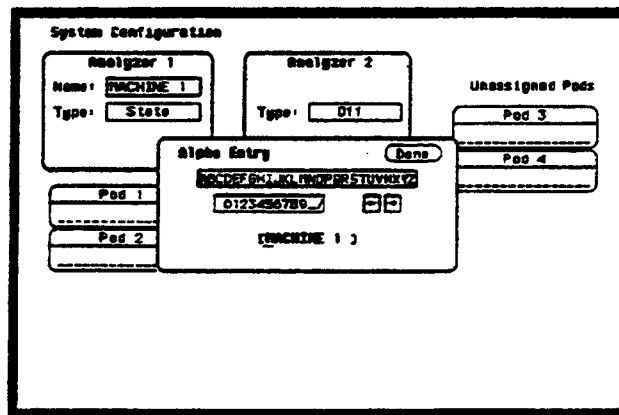 System Configuration
Analyzer 1
Name: MACHINE 1
Type: State
Analyzer 2
Type: Off
Unassigned Pods
Pod 3
Pod 4
Pod 1
Pod 2
Alpha Entry
Done
ABCDEFGHIJKLMNOPQRSTUVWXYZ
0123456789_/
← →
[MACHINE 1 ]